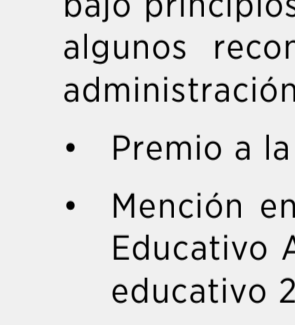 bajo principios
algunos recon
administración
• Premio a la
• Mención en
Educativo A
educativo 2